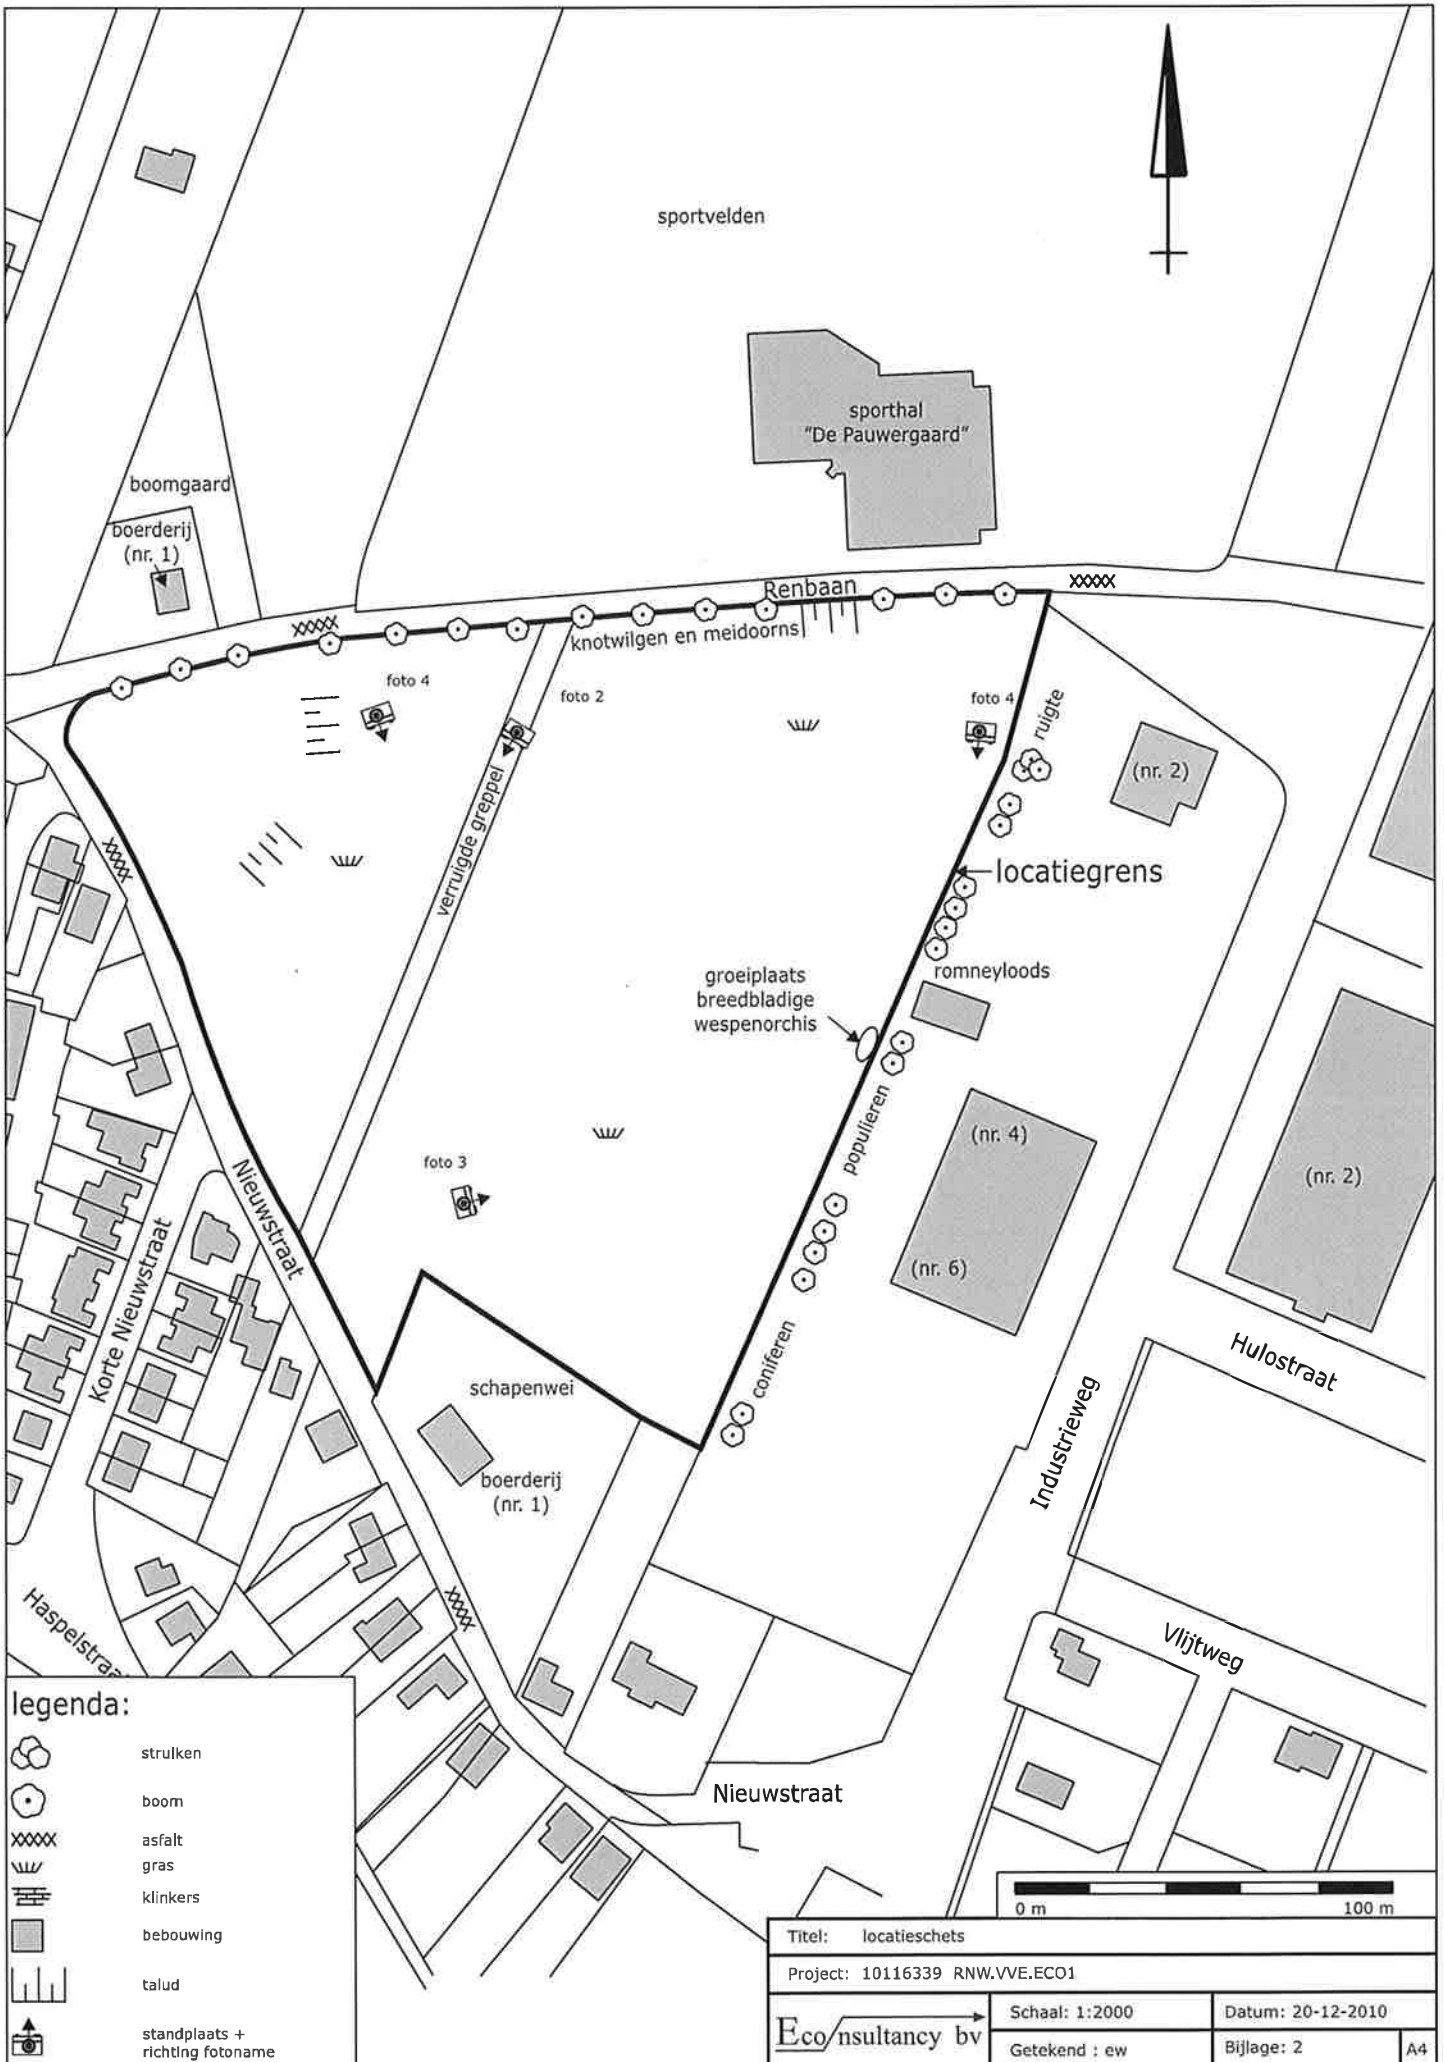 sportvelden
sporthal
"De Pauwergaard"
boomgaard
boerderij
(nr. 1)
Renbaan
knotwilgen en meidoorns
foto 4
foto 2
foto 4
ruigte
(nr. 2)
verruigde greppel
locatiegrens
groeiplaats
breedbladige
wespenorchis
romneyloods
populieren
(nr. 4)
(nr. 2)
foto 3
(nr. 6)
Nieuwstraat
Korte Nieuwstraat
coniferen
Hulostraat
schapenwei
Industrieweg
boerderij
(nr. 1)
Haspelstraat
Vlijtweg
Nieuwstraat
legenda:
struiken
boom
asfalt
gras
klinkers
bebouwing
talud
standplaats +
richting fotoname
0 m 100 m
Titel: locatieschets
Project: 10116339 RNW.VVE.ECO1
Econsultancy bv
Schaal: 1:2000
Datum: 20-12-2010
Getekend : ew
Bijlage: 2
A4